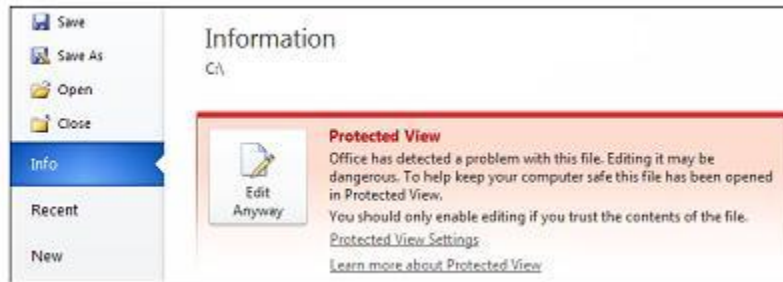 Save
Save As
Open
Close
Info
Recent
New
Information
C:\
Edit
Anyway
Protected View
Office has detected a problem with this file. Editing it may be
dangerous. To help keep your computer safe this file has been opened
in Protected View.
You should only enable editing if you trust the contents of the file.
Protected View Settings
Learn more about Protected View